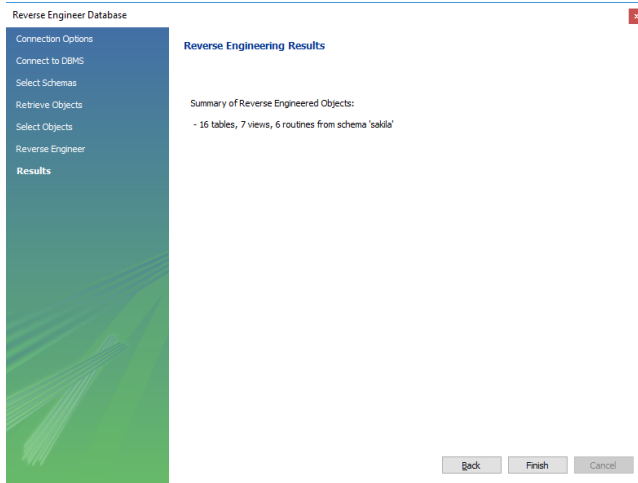 Reverse Engineer Database
x
Connection Options
Connect to DBMS
Select Schemas
Retrieve Objects
Select Objects
Reverse Engineer
Results
Reverse Engineering Results
Summary of Reverse Engineered Objects:
- 16 tables, 7 views, 6 routines from schema 'sakila'
Back
Finish
Cancel